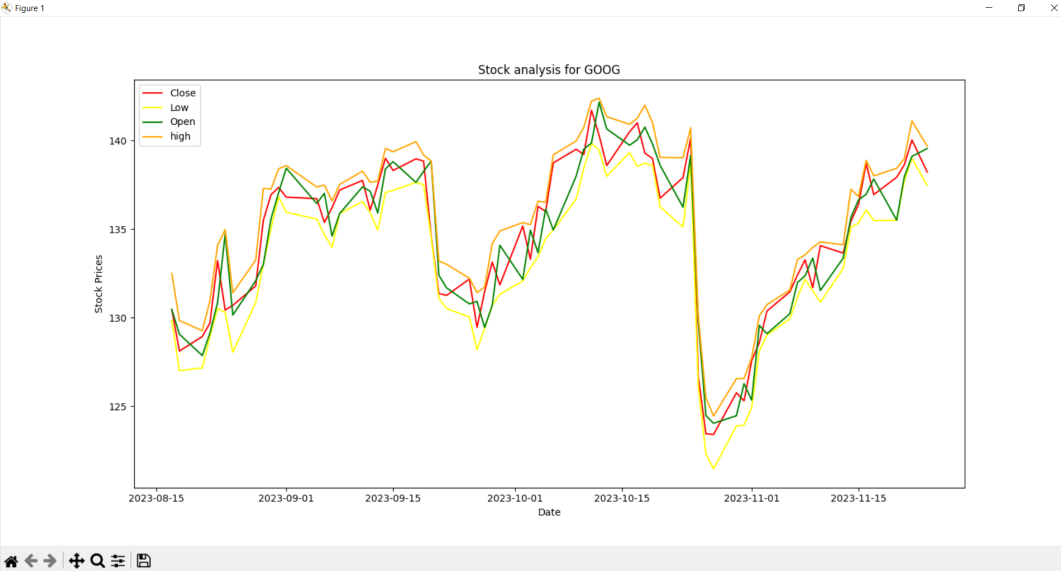 Figure 1
Stock analysis for GOOG
Close
Low
Open
high
140
135
130
125
Stock Prices
2023-08-15 2023-09-01 2023-09-15 2023-10-01 2023-10-15 2023-11-01 2023-11-15
Date